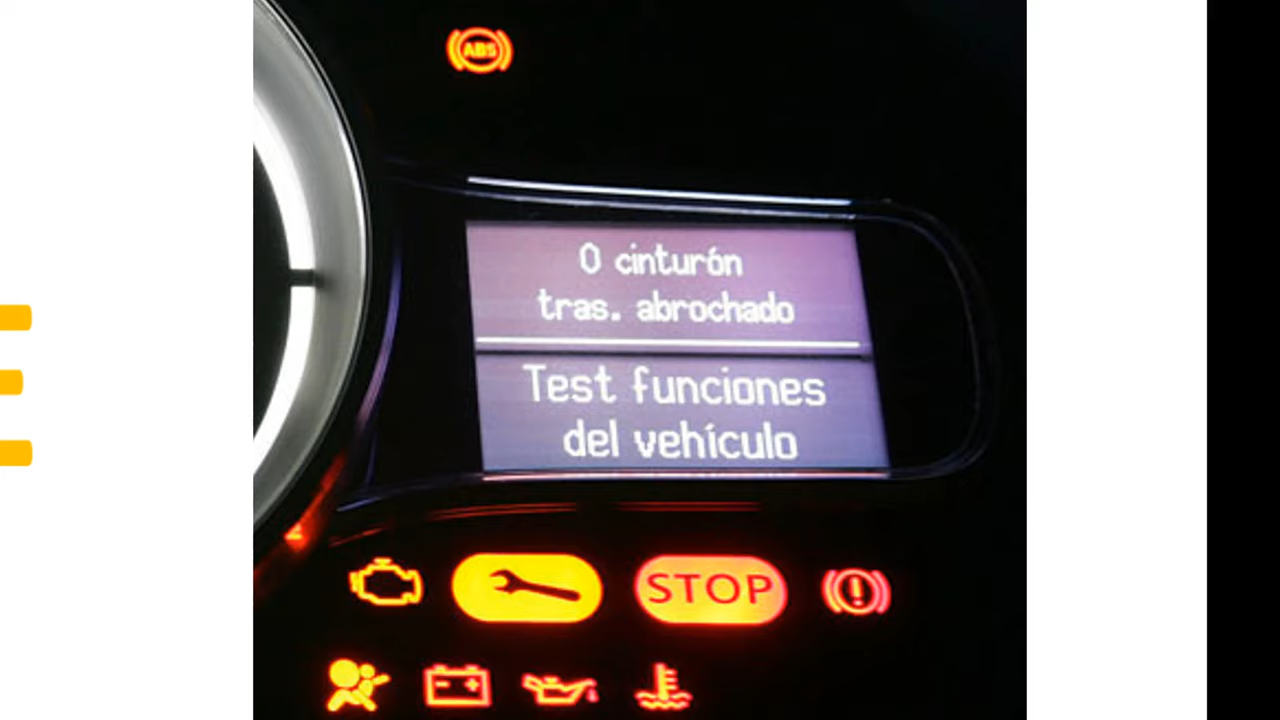 ABS
0 cinturón
tras. abrochado
Test funciones
del vehículo
STOP